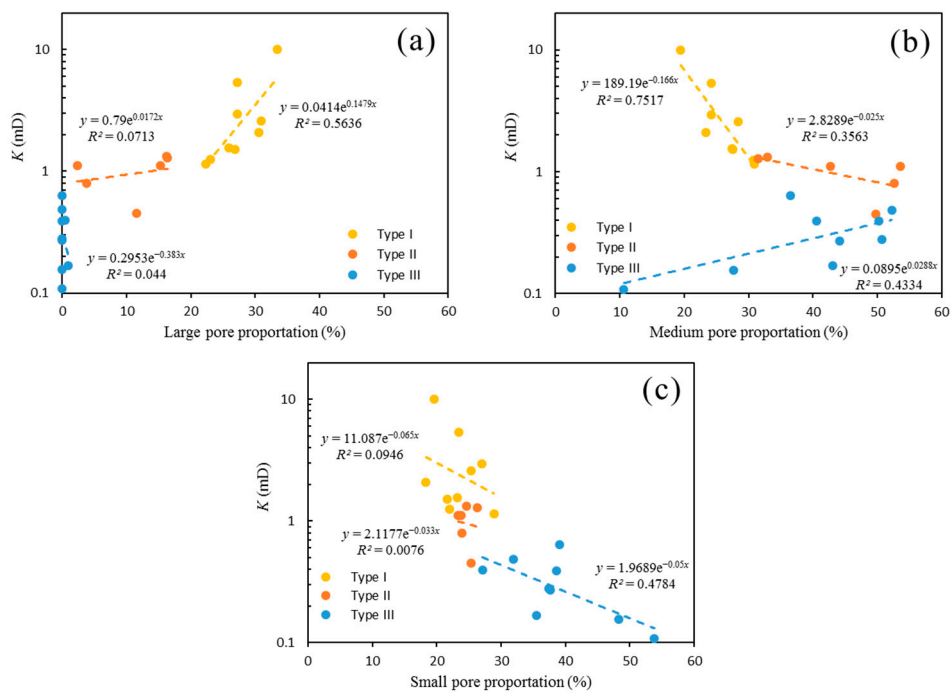 (a)
10
1
0.1
K (mD)
y = 0.79e^0.0172x
R² = 0.0713
y = 0.0414e^0.1479x
R² = 0.5636
Type I
Type II
Type III
y = 0.2953e^−0.383x
R² = 0.044
0 10 20 30 40 50 60
Large pore proportation (%)
(b)
10
1
0.1
K (mD)
y = 189.19e^−0.166x
R² = 0.7517
y = 2.8289e^−0.025x
R² = 0.3563
Type I
Type II
Type III
y = 0.0895e^0.0288x
R² = 0.4334
0 10 20 30 40 50 60
Medium pore proportation (%)
(c)
10
1
0.1
K (mD)
y = 11.087e^−0.065x
R² = 0.0946
y = 2.1177e^−0.033x
R² = 0.0076
Type I
Type II
Type III
y = 1.9689e^−0.05x
R² = 0.4784
0 10 20 30 40 50 60
Small pore proportation (%)